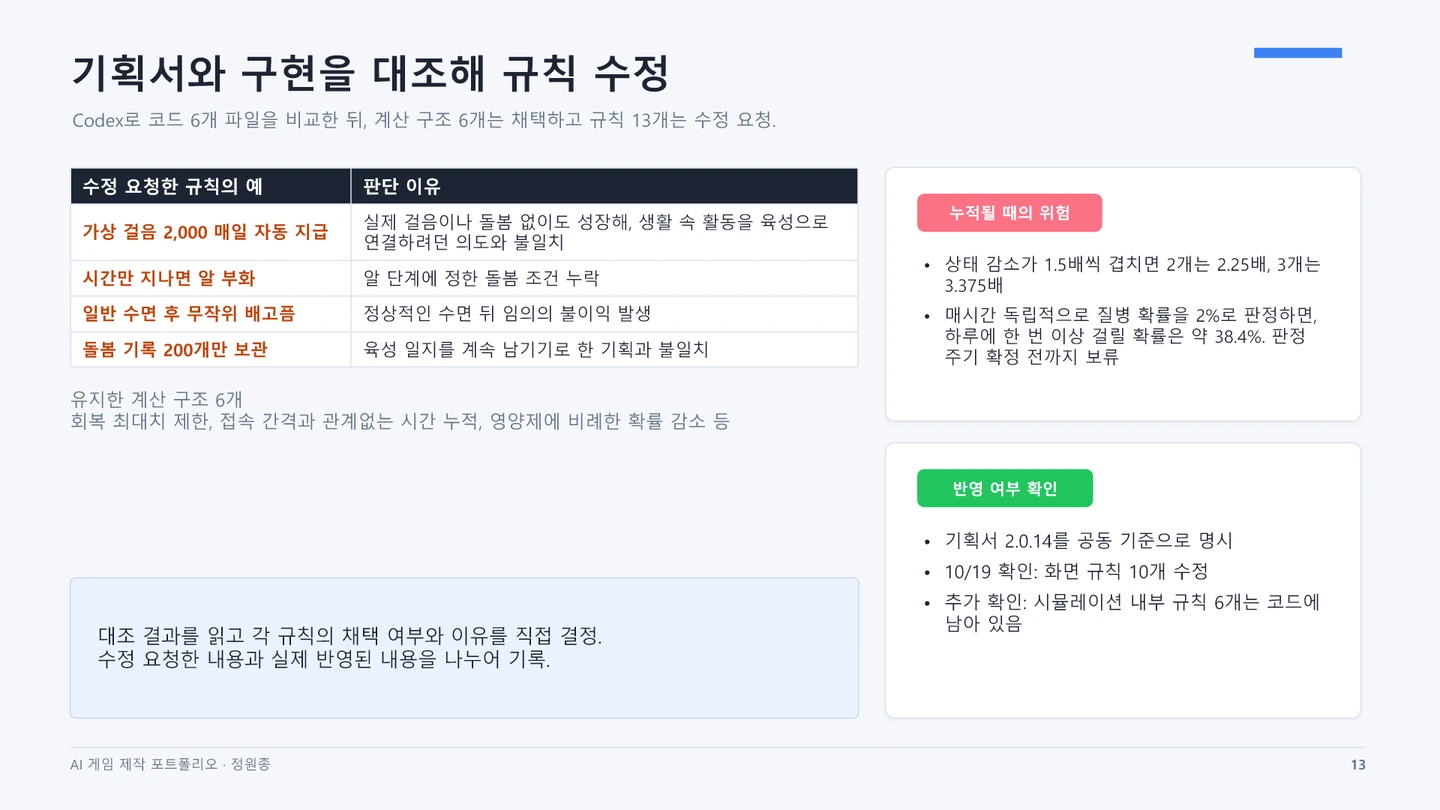 기획서와 구현을 대조해 규칙 수정
Codex로 코드 6개 파일을 비교한 뒤, 계산 구조 6개는 채택하고 규칙 13개는 수정 요청.
수정 요청한 규칙의 예
판단 이유
가상 걸음 2,000 매일 자동 지급
실제 걸음이나 돌봄 없이도 성장해, 생활 속 활동을 육성으로
연결하려던 의도와 불일치
시간만 지나면 알 부화
알 단계에 정한 돌봄 조건 누락
일반 수면 후 무작위 배고픔
정상적인 수면 뒤 임의의 불이익 발생
돌봄 기록 200개만 보관
육성 일지를 계속 남기기로 한 기획과 불일치
유지한 계산 구조 6개
회복 최대치 제한, 접속 간격과 관계없는 시간 누적, 영양제에 비례한 확률 감소 등
대조 결과를 읽고 각 규칙의 채택 여부와 이유를 직접 결정.
수정 요청한 내용과 실제 반영된 내용을 나누어 기록.
누적될 때의 위험
• 상태 감소가 1.5배씩 겹치면 2개는 2.25배, 3개는
3.375배
• 매시간 독립적으로 질병 확률을 2%로 판정하면,
하루에 한 번 이상 걸릴 확률은 약 38.4%. 판정
주기 확정 전까지 보류
반영 여부 확인
• 기획서 2.0.14를 공동 기준으로 명시
• 10/19 확인: 화면 규칙 10개 수정
• 추가 확인: 시뮬레이션 내부 규칙 6개는 코드에
남아 있음
AI 게임 제작 포트폴리오 · 정원종
13